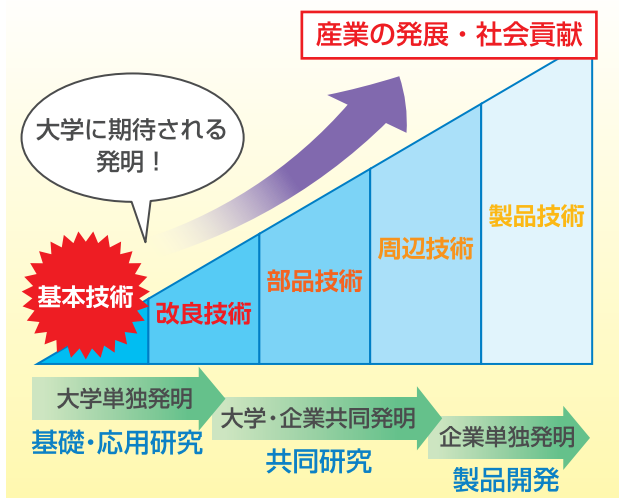 産業の発展・社会貢献
大学に期待される
発明！
基本技術
改良技術
部品技術
周辺技術
製品技術
大学単独発明
基礎・応用研究
大学・企業共同発明
共同研究
企業単独発明
製品開発